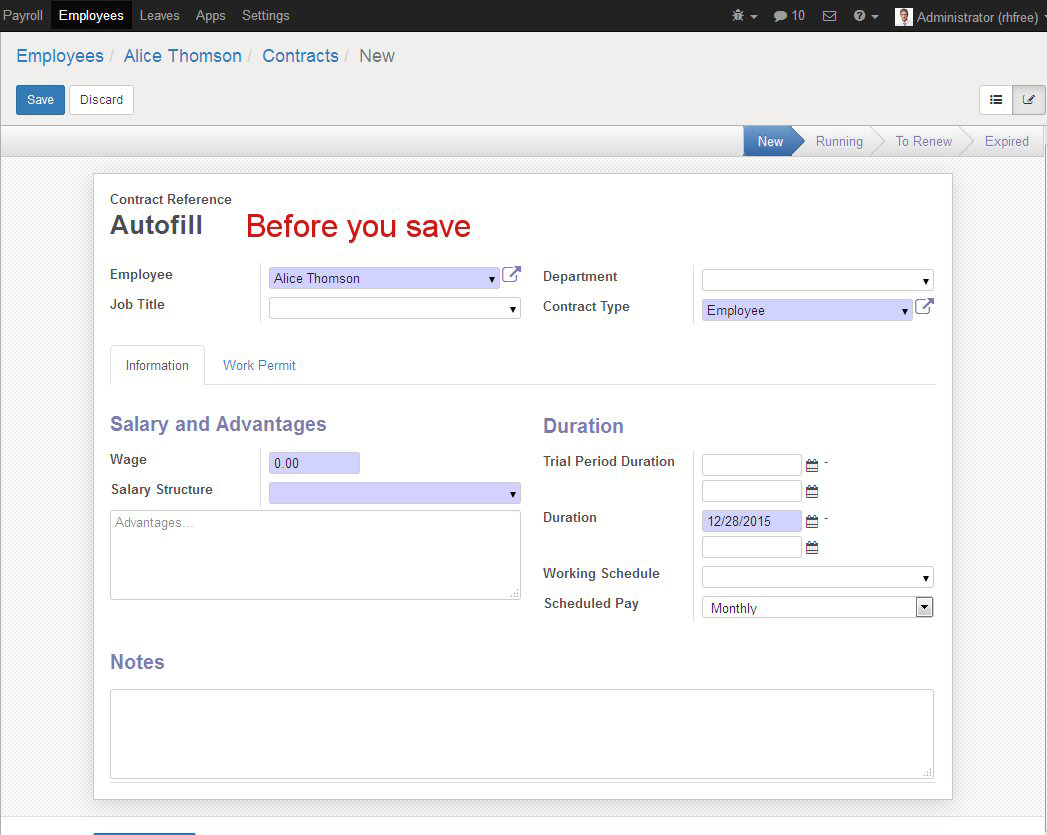 Payroll Employees Leaves Apps Settings 10 Administrator (rhfree)
Employees / Alice Thomson / Contracts / New
Save Discard
New Running To Renew Expired
Contract Reference
Autofill Before you save
Employee Alice Thomson Department
Job Title Contract Type Employee
Information Work Permit
Salary and Advantages Duration
Wage 0.00 Trial Period Duration -
Salary Structure
Advantages...
Duration 12/28/2015 -
Working Schedule
Scheduled Pay Monthly
Notes